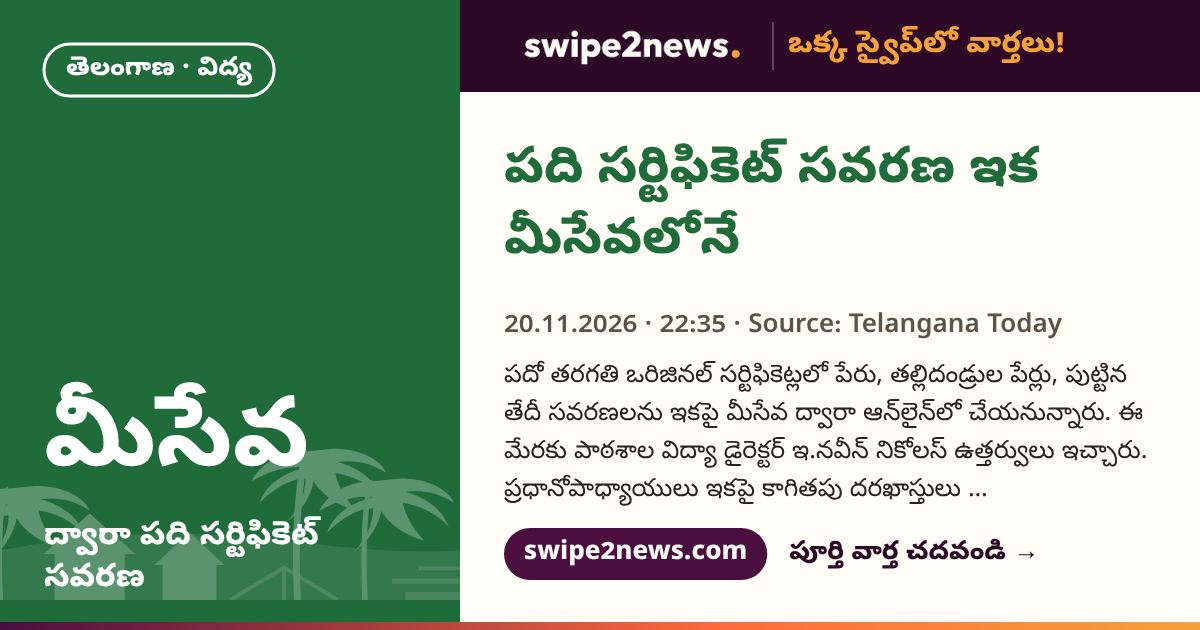 తెలంగాణ · విద్య
మీసేవ
ద్వారా పది సర్టిఫికెట్
సవరణ
swipe2news.
ఒక్క స్వైప్‌లో వార్తలు!
పది సర్టిఫికెట్ సవరణ ఇక
మీసేవలోనే
20.11.2026 · 22:35 · Source: Telangana Today
పదో తరగతి ఒరిజినల్ సర్టిఫికెట్లలో పేరు, తల్లిదండ్రుల పేర్లు, పుట్టిన
తేదీ సవరణలను ఇకపై మీసేవ ద్వారా ఆన్‌లైన్‌లో చేయనున్నారు. ఈ
మేరకు పాఠశాల విద్యా డైరెక్టర్ ఇ.నవీన్ నికోలస్ ఉత్తర్వులు ఇచ్చారు.
ప్రధానోపాధ్యాయులు ఇకపై కాగితపు దరఖాస్తులు ...
swipe2news.com
పూర్తి వార్త చదవండి →